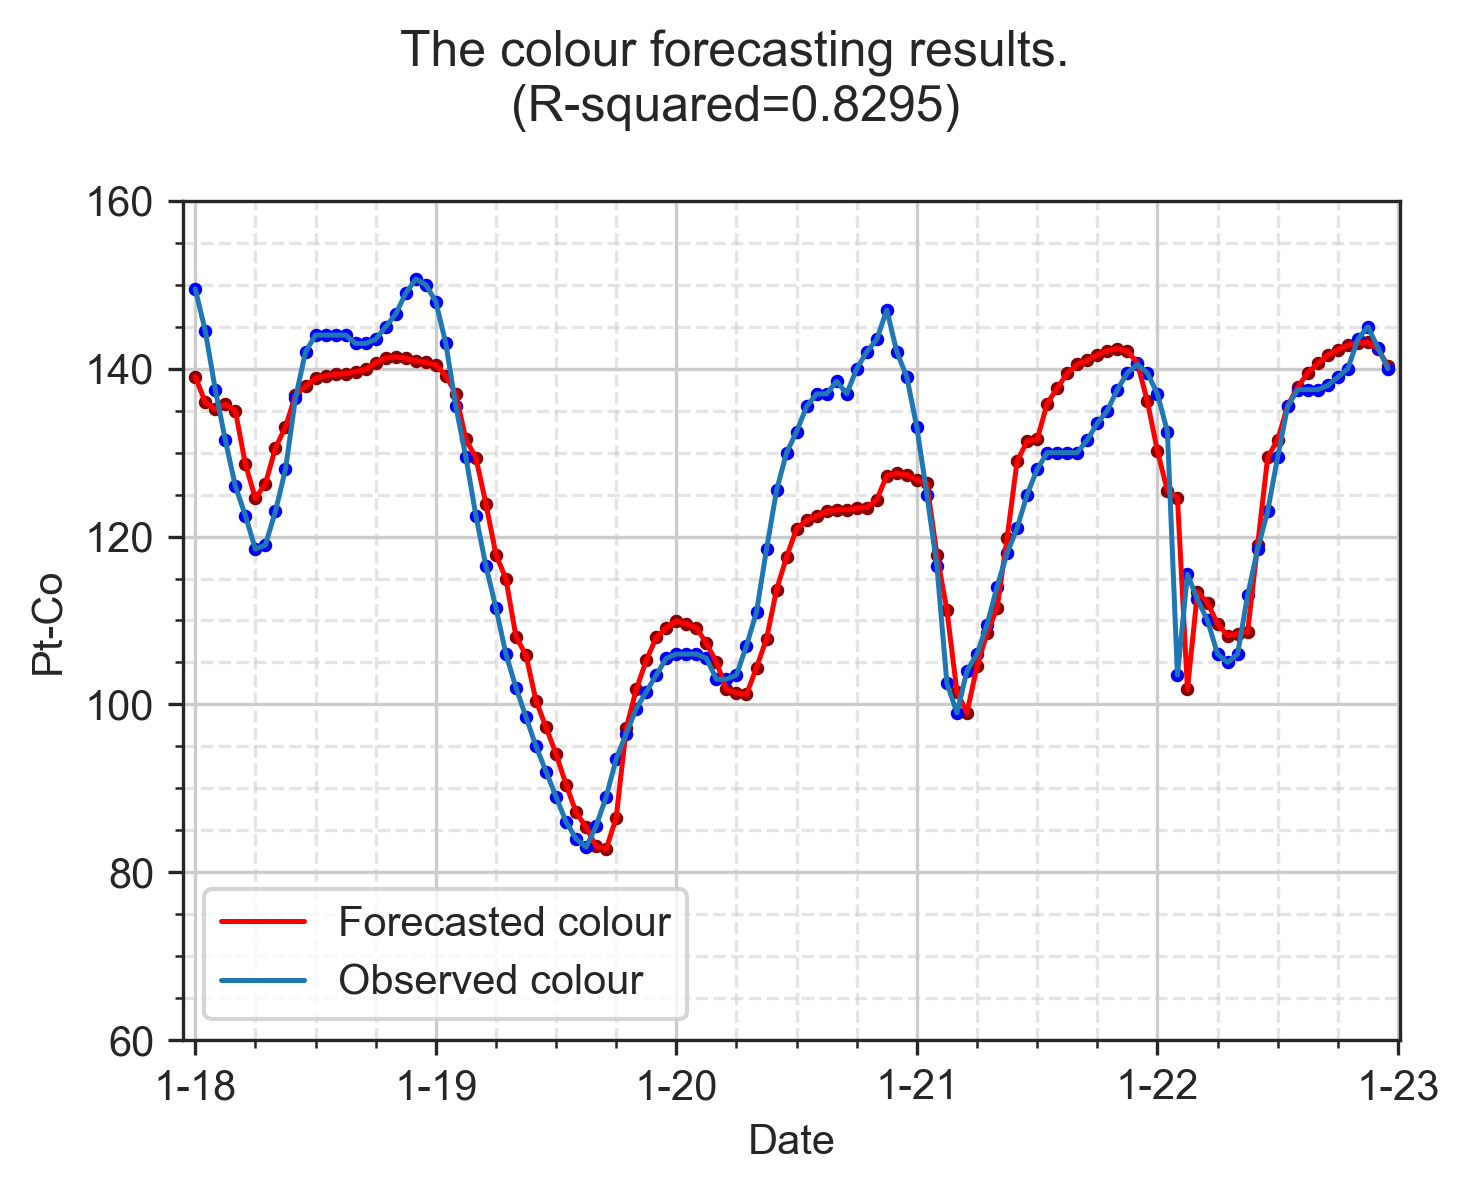 The colour forecasting results.
(R-squared=0.8295)
160
140
120
100
80
60
Pt-Co
Forecasted colour
Observed colour
1-18 1-19 1-20 1-21 1-22 1-23
Date